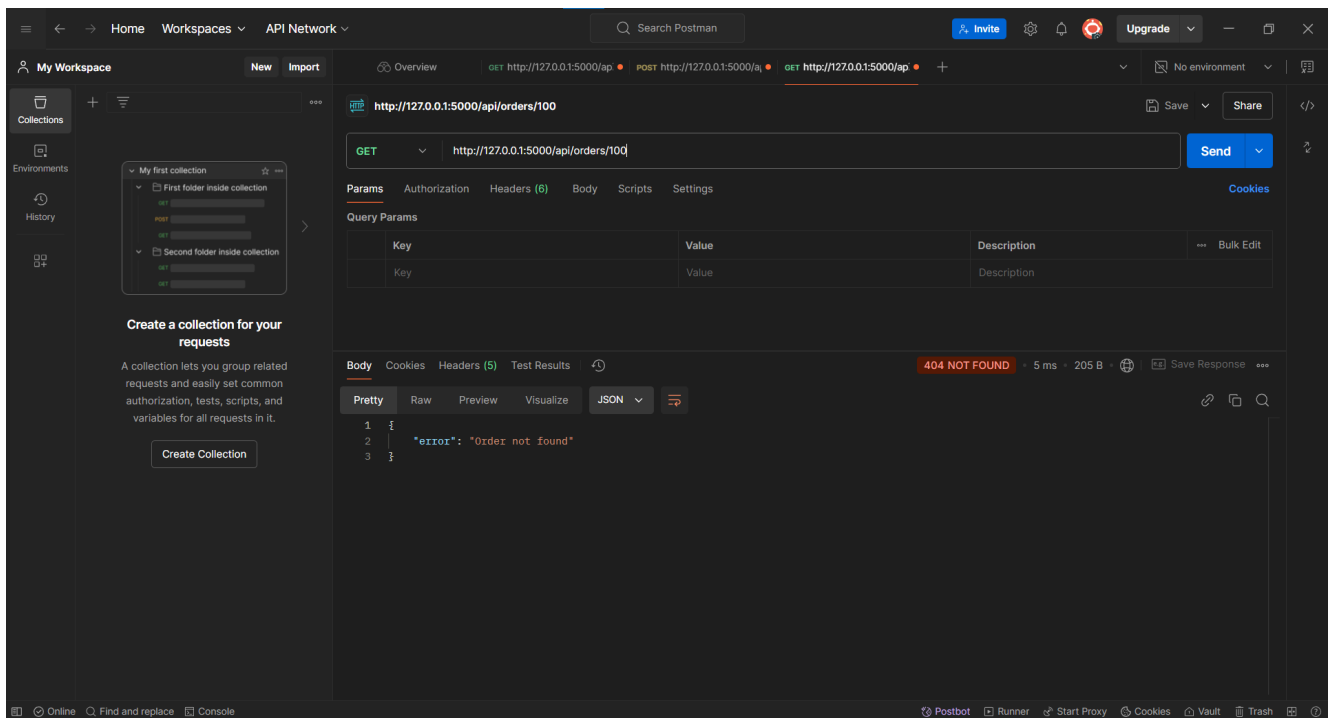 Home Workspaces API Network Search Postman Invite Upgrade
My Workspace New Import Overview GET http://127.0.0.1:5000/ap POST http://127.0.0.1:5000/a GET http://127.0.0.1:5000/ap No environment
Collections
HTTP http://127.0.0.1:5000/api/orders/100 Save Share
GET http://127.0.0.1:5000/api/orders/100 Send
Environments
My first collection
First folder inside collection
GET
POST
GET
Second folder inside collection
GET
GET
Params Authorization Headers (6) Body Scripts Settings Cookies
History
Query Params
Key Value Description Bulk Edit
Key Value Description
Create a collection for your
requests
A collection lets you group related
requests and easily set common
authorization, tests, scripts, and
variables for all requests in it.
Create Collection
Body Cookies Headers (5) Test Results 404 NOT FOUND 5 ms 205 B Save Response
Pretty Raw Preview Visualize JSON
1 {
2 "error": "Order not found"
3 }
Online Find and replace Console Postbot Runner Start Proxy Cookies Vault Trash